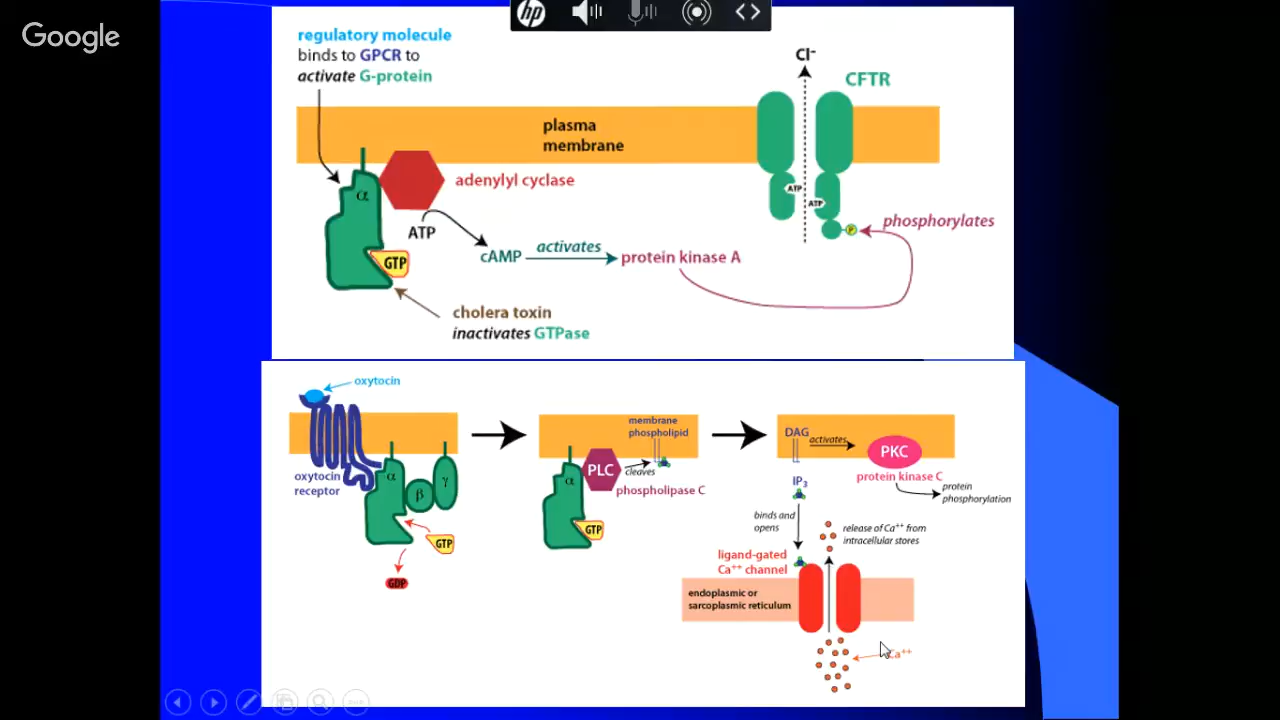 Google
hp
regulatory molecule
binds to GPCR to
activate G-protein
Cl⁻
CFTR
plasma
membrane
α
adenylyl cyclase
ATP
ATP
ATP
GTP
cAMP
activates
protein kinase A
phosphorylates
P
cholera toxin
inactivates GTPase
oxytocin
oxytocin
receptor
α
β
γ
GTP
GDP
membrane
phospholipid
α
PLC
cleaves
phospholipase C
GTP
DAG
activates
PKC
protein kinase C
protein
phosphorylation
IP₃
binds and
opens
release of Ca⁺⁺ from
intracellular stores
ligand-gated
Ca⁺⁺ channel
endoplasmic or
sarcoplasmic reticulum
Ca⁺⁺